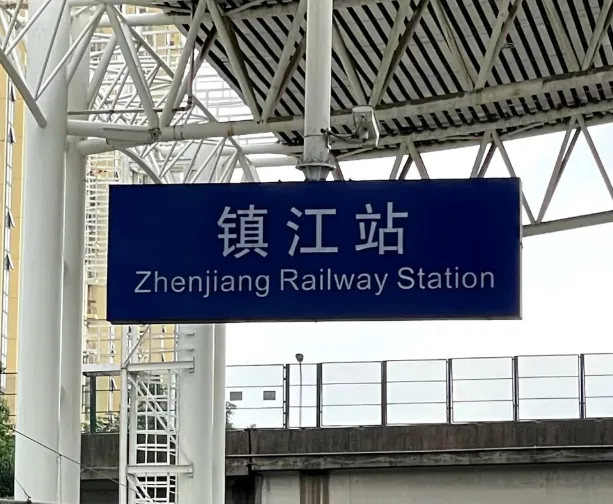 镇江站
Zhenjiang Railway Station